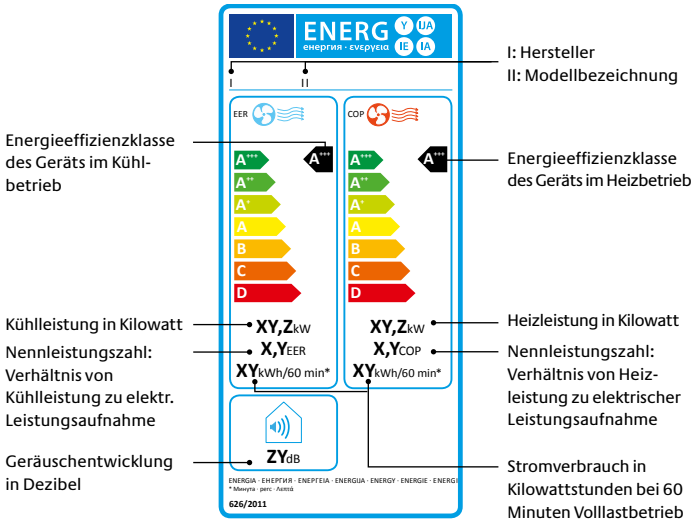 ENERG Y IJA
енергия · ενεργεια IE IA
I II
I: Hersteller
II: Modellbezeichnung
Energieeffizienzklasse
des Geräts im Kühl-
betrieb
EER
A+++
A+++
A++
A+
A
B
C
D
COP
A+++
A+++
A++
A+
A
B
C
D
Energieeffizienzklasse
des Geräts im Heizbetrieb
Kühlleistung in Kilowatt
XY,ZkW
XY,ZkW
Heizleistung in Kilowatt
Nennleistungszahl:
Verhältnis von
Kühlleistung zu elektr.
Leistungsaufnahme
X,YEER
XYkWh/60 min*
X,YCOP
XYkWh/60 min*
Nennleistungszahl:
Verhältnis von Heiz-
leistung zu elektrischer
Leistungsaufnahme
Geräuschentwicklung
in Dezibel
ZYdB
Stromverbrauch in
Kilowattstunden bei 60
Minuten Volllastbetrieb
ENERGIA · ЕНЕРГИЯ · ΕΝΕΡΓΕΙΑ · ENERGIJA · ENERGY · ENERGIE · ENERGI
* Минута · perc · Λεπτά
626/2011